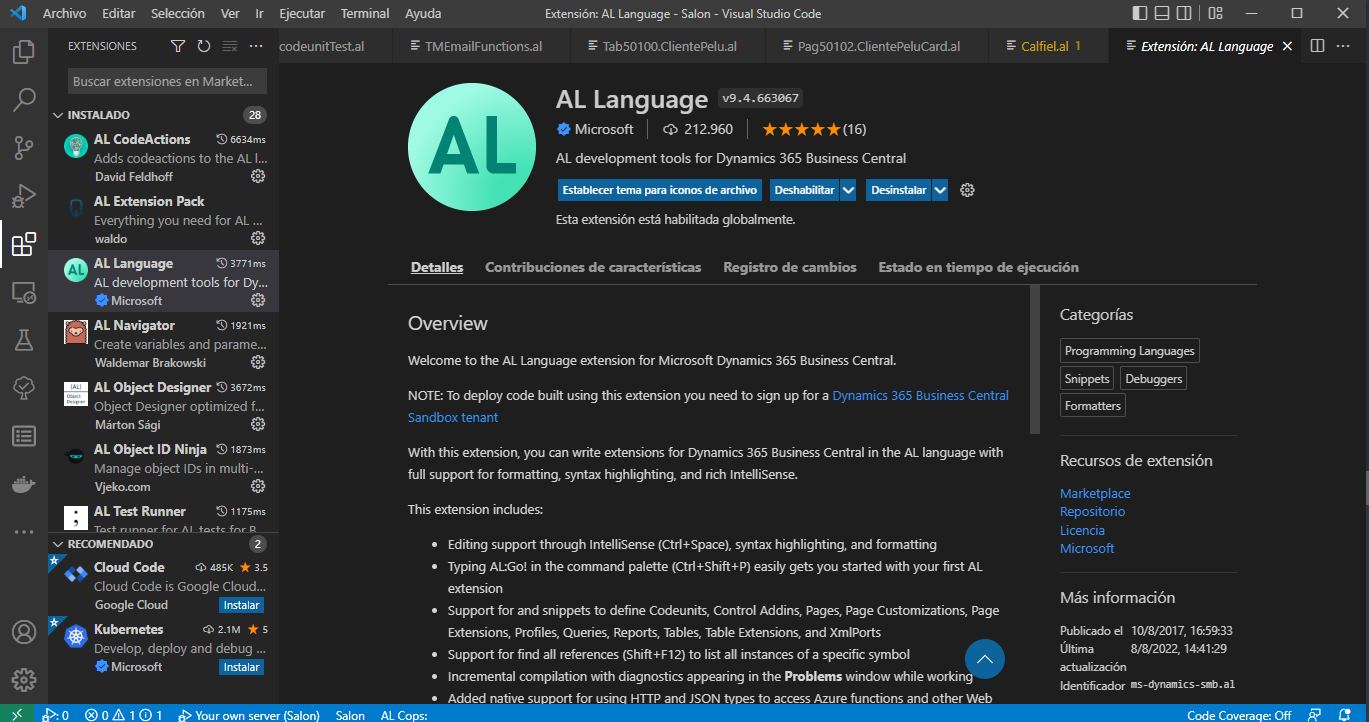 Archivo Editar Selección Ver Ir Ejecutar Terminal Ayuda
Extensión: AL Language - Salon - Visual Studio Code
EXTENSIONES
codeunitTest.al
TMEmailFunctions.al
Tab50100.ClientePelu.al
Pag50102.ClientePeluCard.al
Calfiel.al 1
Extensión: AL Language
Buscar extensiones en Market...
INSTALADO 28
AL CodeActions 6634ms
Adds codeactions to the AL l...
David Feldhoff
AL Extension Pack
Everything you need for AL ...
waldo
AL Language 3771ms
AL development tools for Dy...
Microsoft
AL Navigator 1921ms
Create variables and parame...
Waldemar Brakowski
[AL]
Object
Designer
AL Object Designer 3672ms
Object Designer optimized f...
Márton Sági
AL Object ID Ninja 1873ms
Manage object IDs in multi-...
Vjeko.com
AL Test Runner 1175ms
Test runner for AL tests for B...
RECOMENDADO 2
Cloud Code 485K 3.5
Cloud Code is Google Cloud...
Google Cloud Instalar
Kubernetes 2.1M 5
Develop, deploy and debug ...
Microsoft Instalar
AL
AL Language v9.4.663067
Microsoft 212.960 (16)
AL development tools for Dynamics 365 Business Central
Establecer tema para iconos de archivo Deshabilitar Desinstalar
Esta extensión está habilitada globalmente.
Detalles Contribuciones de características Registro de cambios Estado en tiempo de ejecución
Overview
Welcome to the AL Language extension for Microsoft Dynamics 365 Business Central.
NOTE: To deploy code built using this extension you need to sign up for a Dynamics 365 Business Central
Sandbox tenant
With this extension, you can write extensions for Dynamics 365 Business Central in the AL language with
full support for formatting, syntax highlighting, and rich IntelliSense.
This extension includes:
• Editing support through IntelliSense (Ctrl+Space), syntax highlighting, and formatting
• Typing AL:Go! in the command palette (Ctrl+Shift+P) easily gets you started with your first AL
extension
• Support for and snippets to define Codeunits, Control Addins, Pages, Page Customizations, Page
Extensions, Profiles, Queries, Reports, Tables, Table Extensions, and XmlPorts
• Support for find all references (Shift+F12) to list all instances of a specific symbol
• Incremental compilation with diagnostics appearing in the Problems window while working
• Added native support for using HTTP and JSON types to access Azure functions and other Web
Categorías
Programming Languages
Snippets Debuggers
Formatters
Recursos de extensión
Marketplace
Repositorio
Licencia
Microsoft
Más información
Publicado el 10/8/2017, 16:59:33
Última 8/8/2022, 14:41:29
actualización
Identificador ms-dynamics-smb.al
: 0 0 1 1 Your own server (Salon) Salon AL Cops: Code Coverage: Off